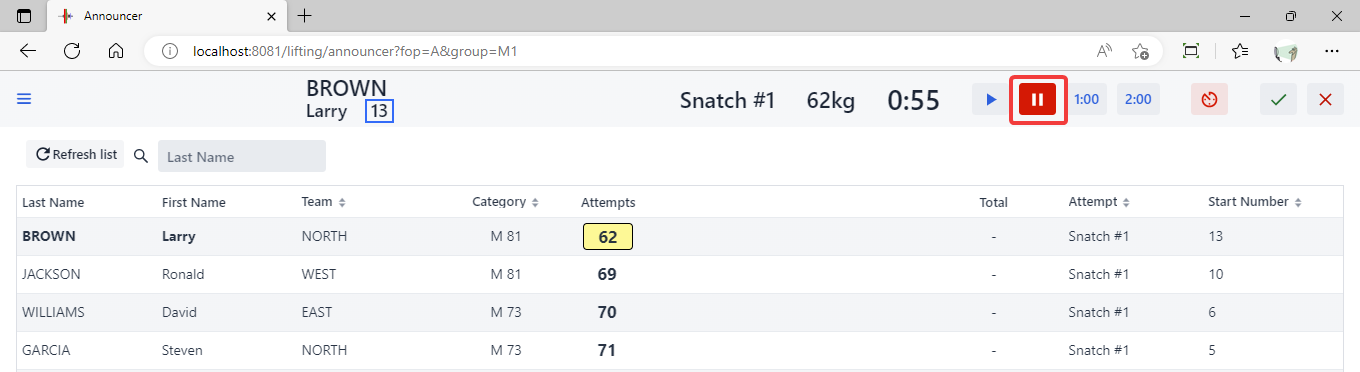 Announcer
localhost:8081/lifting/announcer?fop=A&group=M1
BROWN
Larry 13
Snatch #1 62kg 0:55 1:00 2:00
Refresh list Last Name
Last Name First Name Team Category Attempts Total Attempt Start Number
BROWN Larry NORTH M 81 62 - Snatch #1 13
JACKSON Ronald WEST M 81 69 - Snatch #1 10
WILLIAMS David EAST M 73 70 - Snatch #1 6
GARCIA Steven NORTH M 73 71 - Snatch #1 5